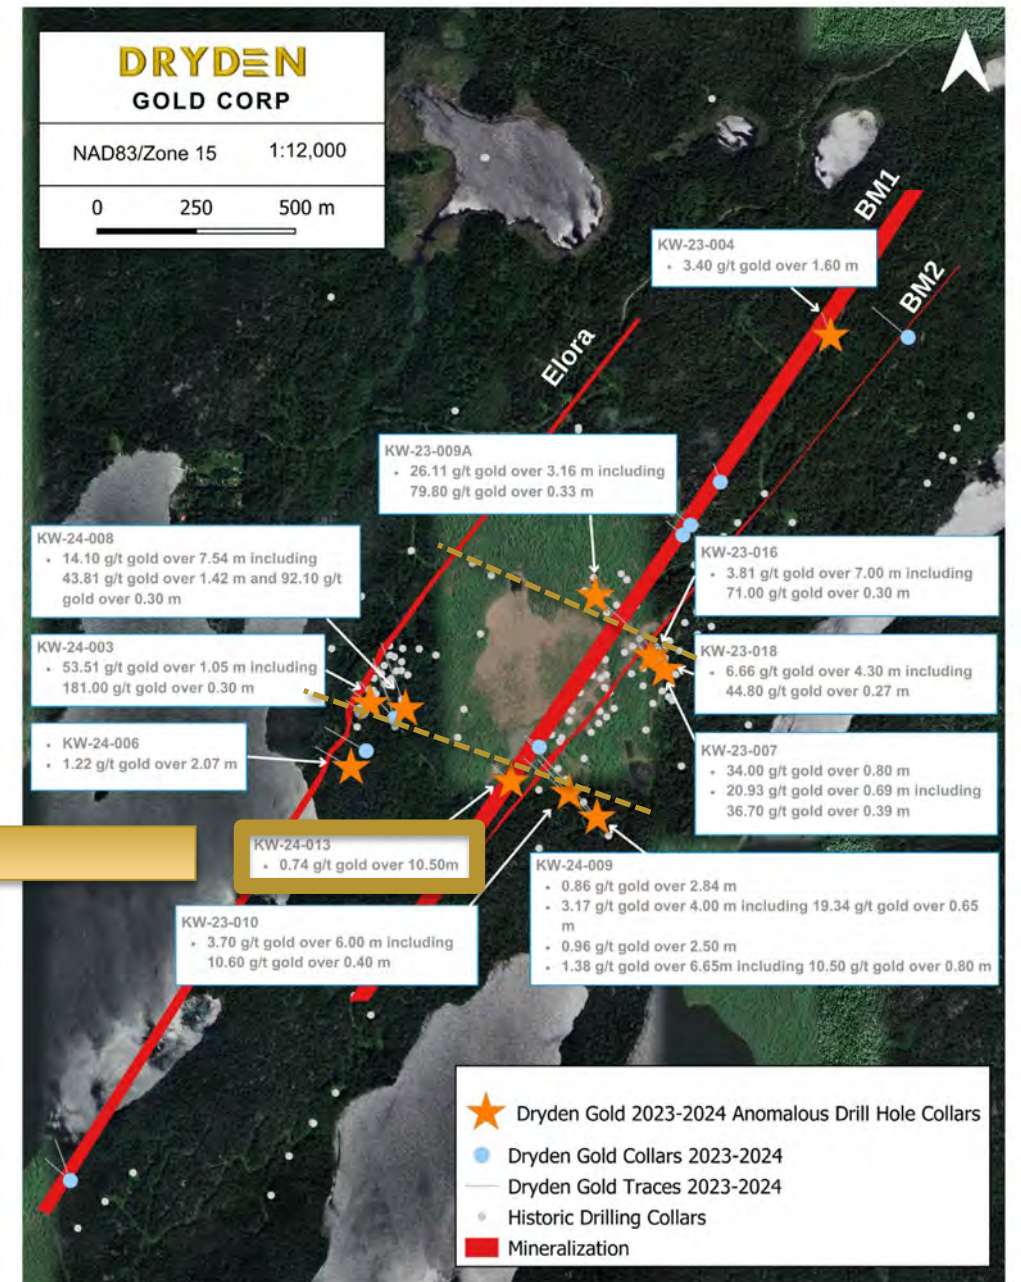 DRYDEN
GOLD CORP
NAD83/Zone 15 1:12,000
0 250 500 m
BM1
KW-23-004
• 3.40 g/t gold over 1.60 m
BM2
Elora
KW-23-009A
• 26.11 g/t gold over 3.16 m including
79.80 g/t gold over 0.33 m
KW-24-008
• 14.10 g/t gold over 7.54 m including
43.81 g/t gold over 1.42 m and 92.10 g/t
gold over 0.30 m
KW-23-016
• 3.81 g/t gold over 7.00 m including
71.00 g/t gold over 0.30 m
KW-24-003
• 53.51 g/t gold over 1.05 m including
181.00 g/t gold over 0.30 m
KW-23-018
• 6.66 g/t gold over 4.30 m including
44.80 g/t gold over 0.27 m
• KW-24-006
• 1.22 g/t gold over 2.07 m
KW-23-007
• 34.00 g/t gold over 0.80 m
• 20.93 g/t gold over 0.69 m including
36.70 g/t gold over 0.39 m
KW-24-013
• 0.74 g/t gold over 10.50m
KW-24-009
• 0.86 g/t gold over 2.84 m
• 3.17 g/t gold over 4.00 m including 19.34 g/t gold over 0.65
m
• 0.96 g/t gold over 2.50 m
• 1.38 g/t gold over 6.65m including 10.50 g/t gold over 0.80 m
KW-23-010
• 3.70 g/t gold over 6.00 m including
10.60 g/t gold over 0.40 m
Dryden Gold 2023-2024 Anomalous Drill Hole Collars
Dryden Gold Collars 2023-2024
Dryden Gold Traces 2023-2024
Historic Drilling Collars
Mineralization